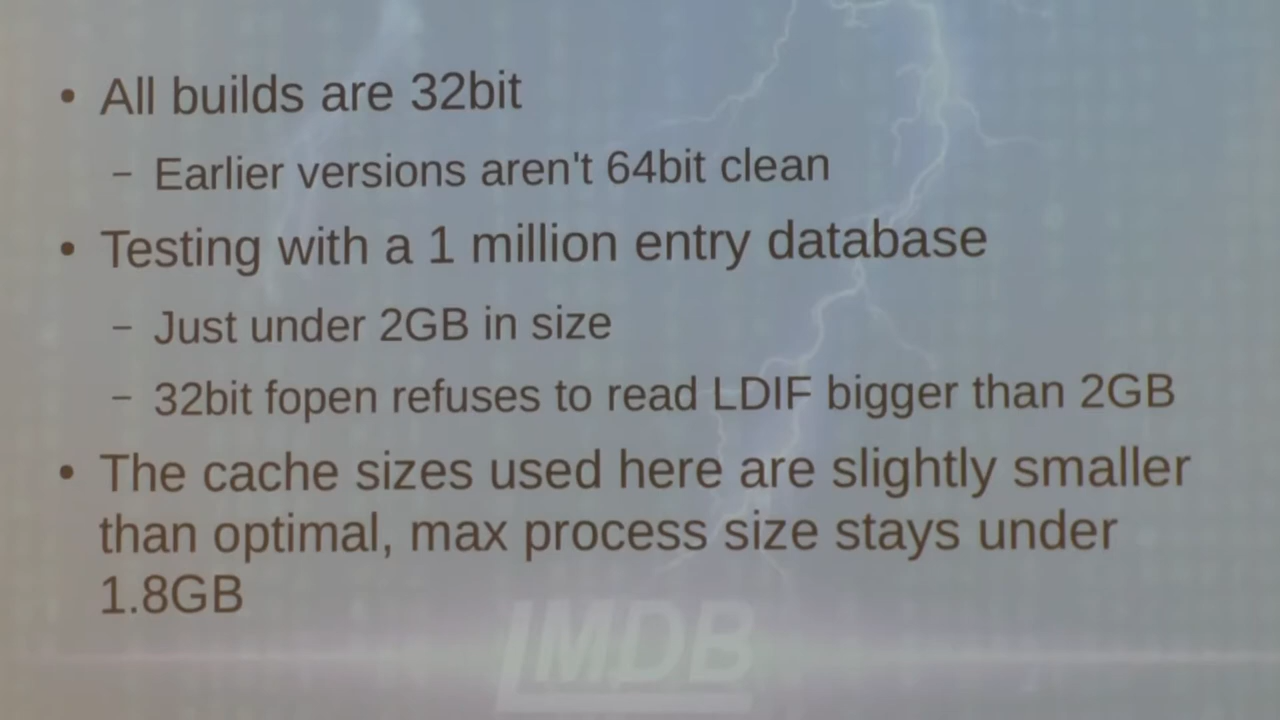 • All builds are 32bit
– Earlier versions aren't 64bit clean
• Testing with a 1 million entry database
– Just under 2GB in size
– 32bit fopen refuses to read LDIF bigger than 2GB
• The cache sizes used here are slightly smaller
than optimal, max process size stays under
1.8GB
LMDB